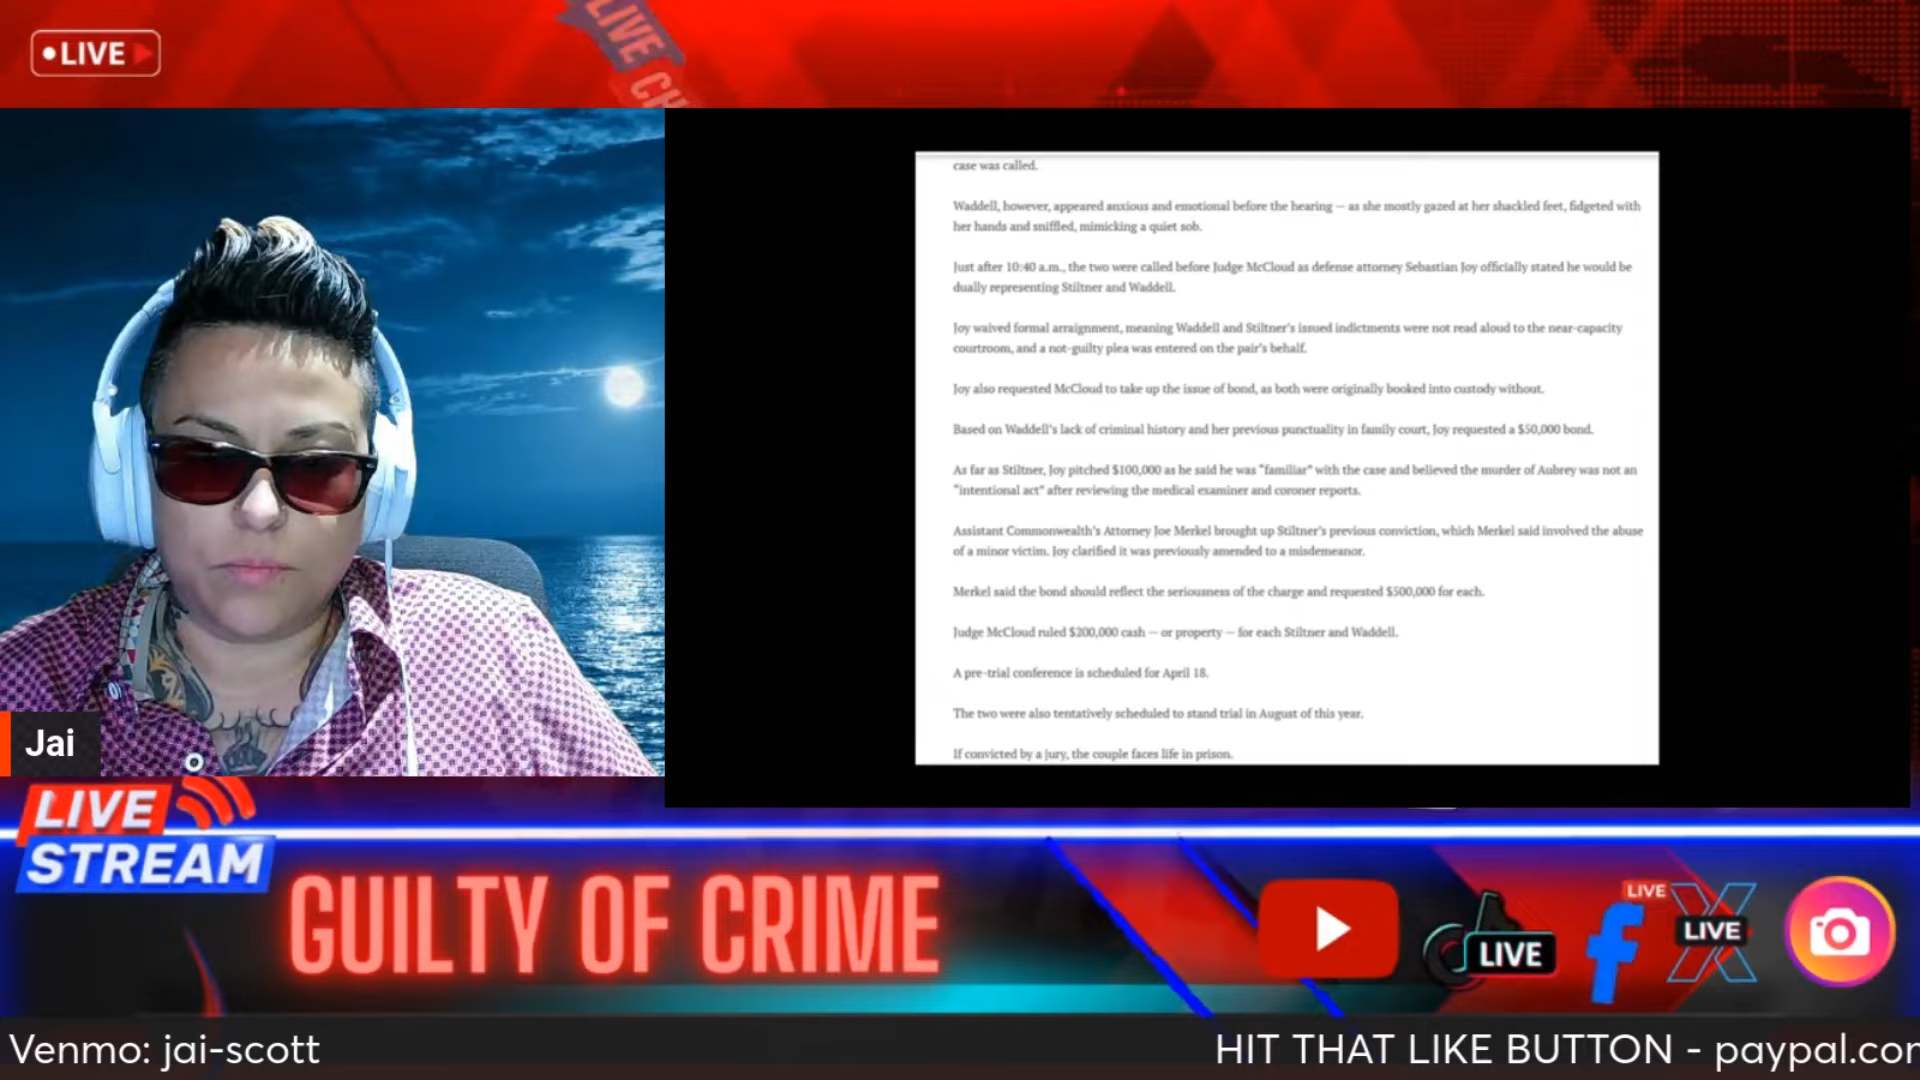 LIVE
LIVE CH
case was called.
Waddell, however, appeared anxious and emotional before the hearing — as she mostly gazed at her shackled feet, fidgeted with
her hands and sniffled, mimicking a quiet sob.
Just after 10:40 a.m., the two were called before Judge McCloud as defense attorney Sebastian Joy officially stated he would be
dually representing Stiltner and Waddell.
Joy waived formal arraignment, meaning Waddell and Stiltner's issued indictments were not read aloud to the near-capacity
courtroom, and a not-guilty plea was entered on the pair's behalf.
Joy also requested McCloud to take up the issue of bond, as both were originally booked into custody without.
Based on Waddell's lack of criminal history and her previous punctuality in family court, Joy requested a $50,000 bond.
As far as Stiltner, Joy pitched $100,000 as he said he was "familiar" with the case and believed the murder of Aubrey was not an
"intentional act" after reviewing the medical examiner and coroner reports.
Assistant Commonwealth's Attorney Joe Merkel brought up Stiltner's previous conviction, which Merkel said involved the abuse
of a minor victim. Joy clarified it was previously amended to a misdemeanor.
Merkel said the bond should reflect the seriousness of the charge and requested $500,000 for each.
Judge McCloud ruled $200,000 cash — or property — for each Stiltner and Waddell.
A pre-trial conference is scheduled for April 18.
The two were also tentatively scheduled to stand trial in August of this year.
If convicted by a jury, the couple faces life in prison.
Jai
LIVE
STREAM
GUILTY OF CRIME
LIVE
LIVE
LIVE
Venmo: jai-scott
HIT THAT LIKE BUTTON - paypal.com